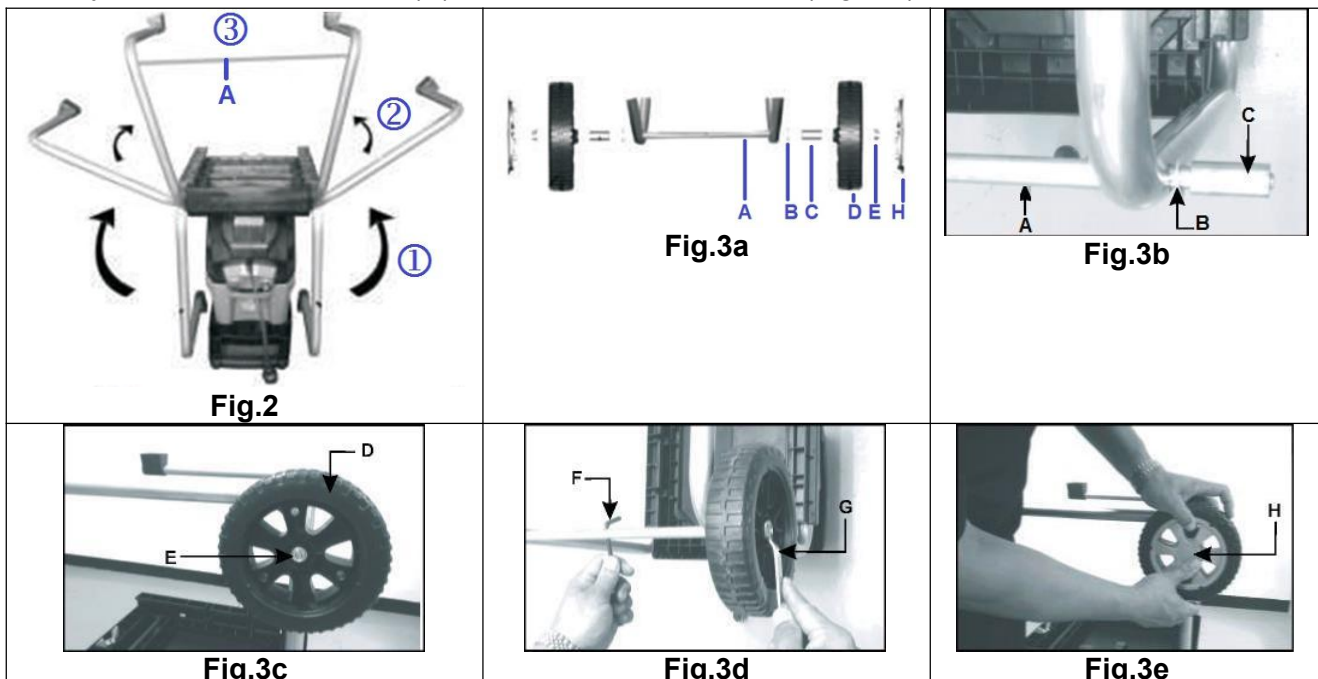 ③
A
②
①
Fig.2
A B C D E H
Fig.3a
C
A
B
Fig.3b
D
E
Fig.3c
F
G
Fig.3d
H
Fig.3e